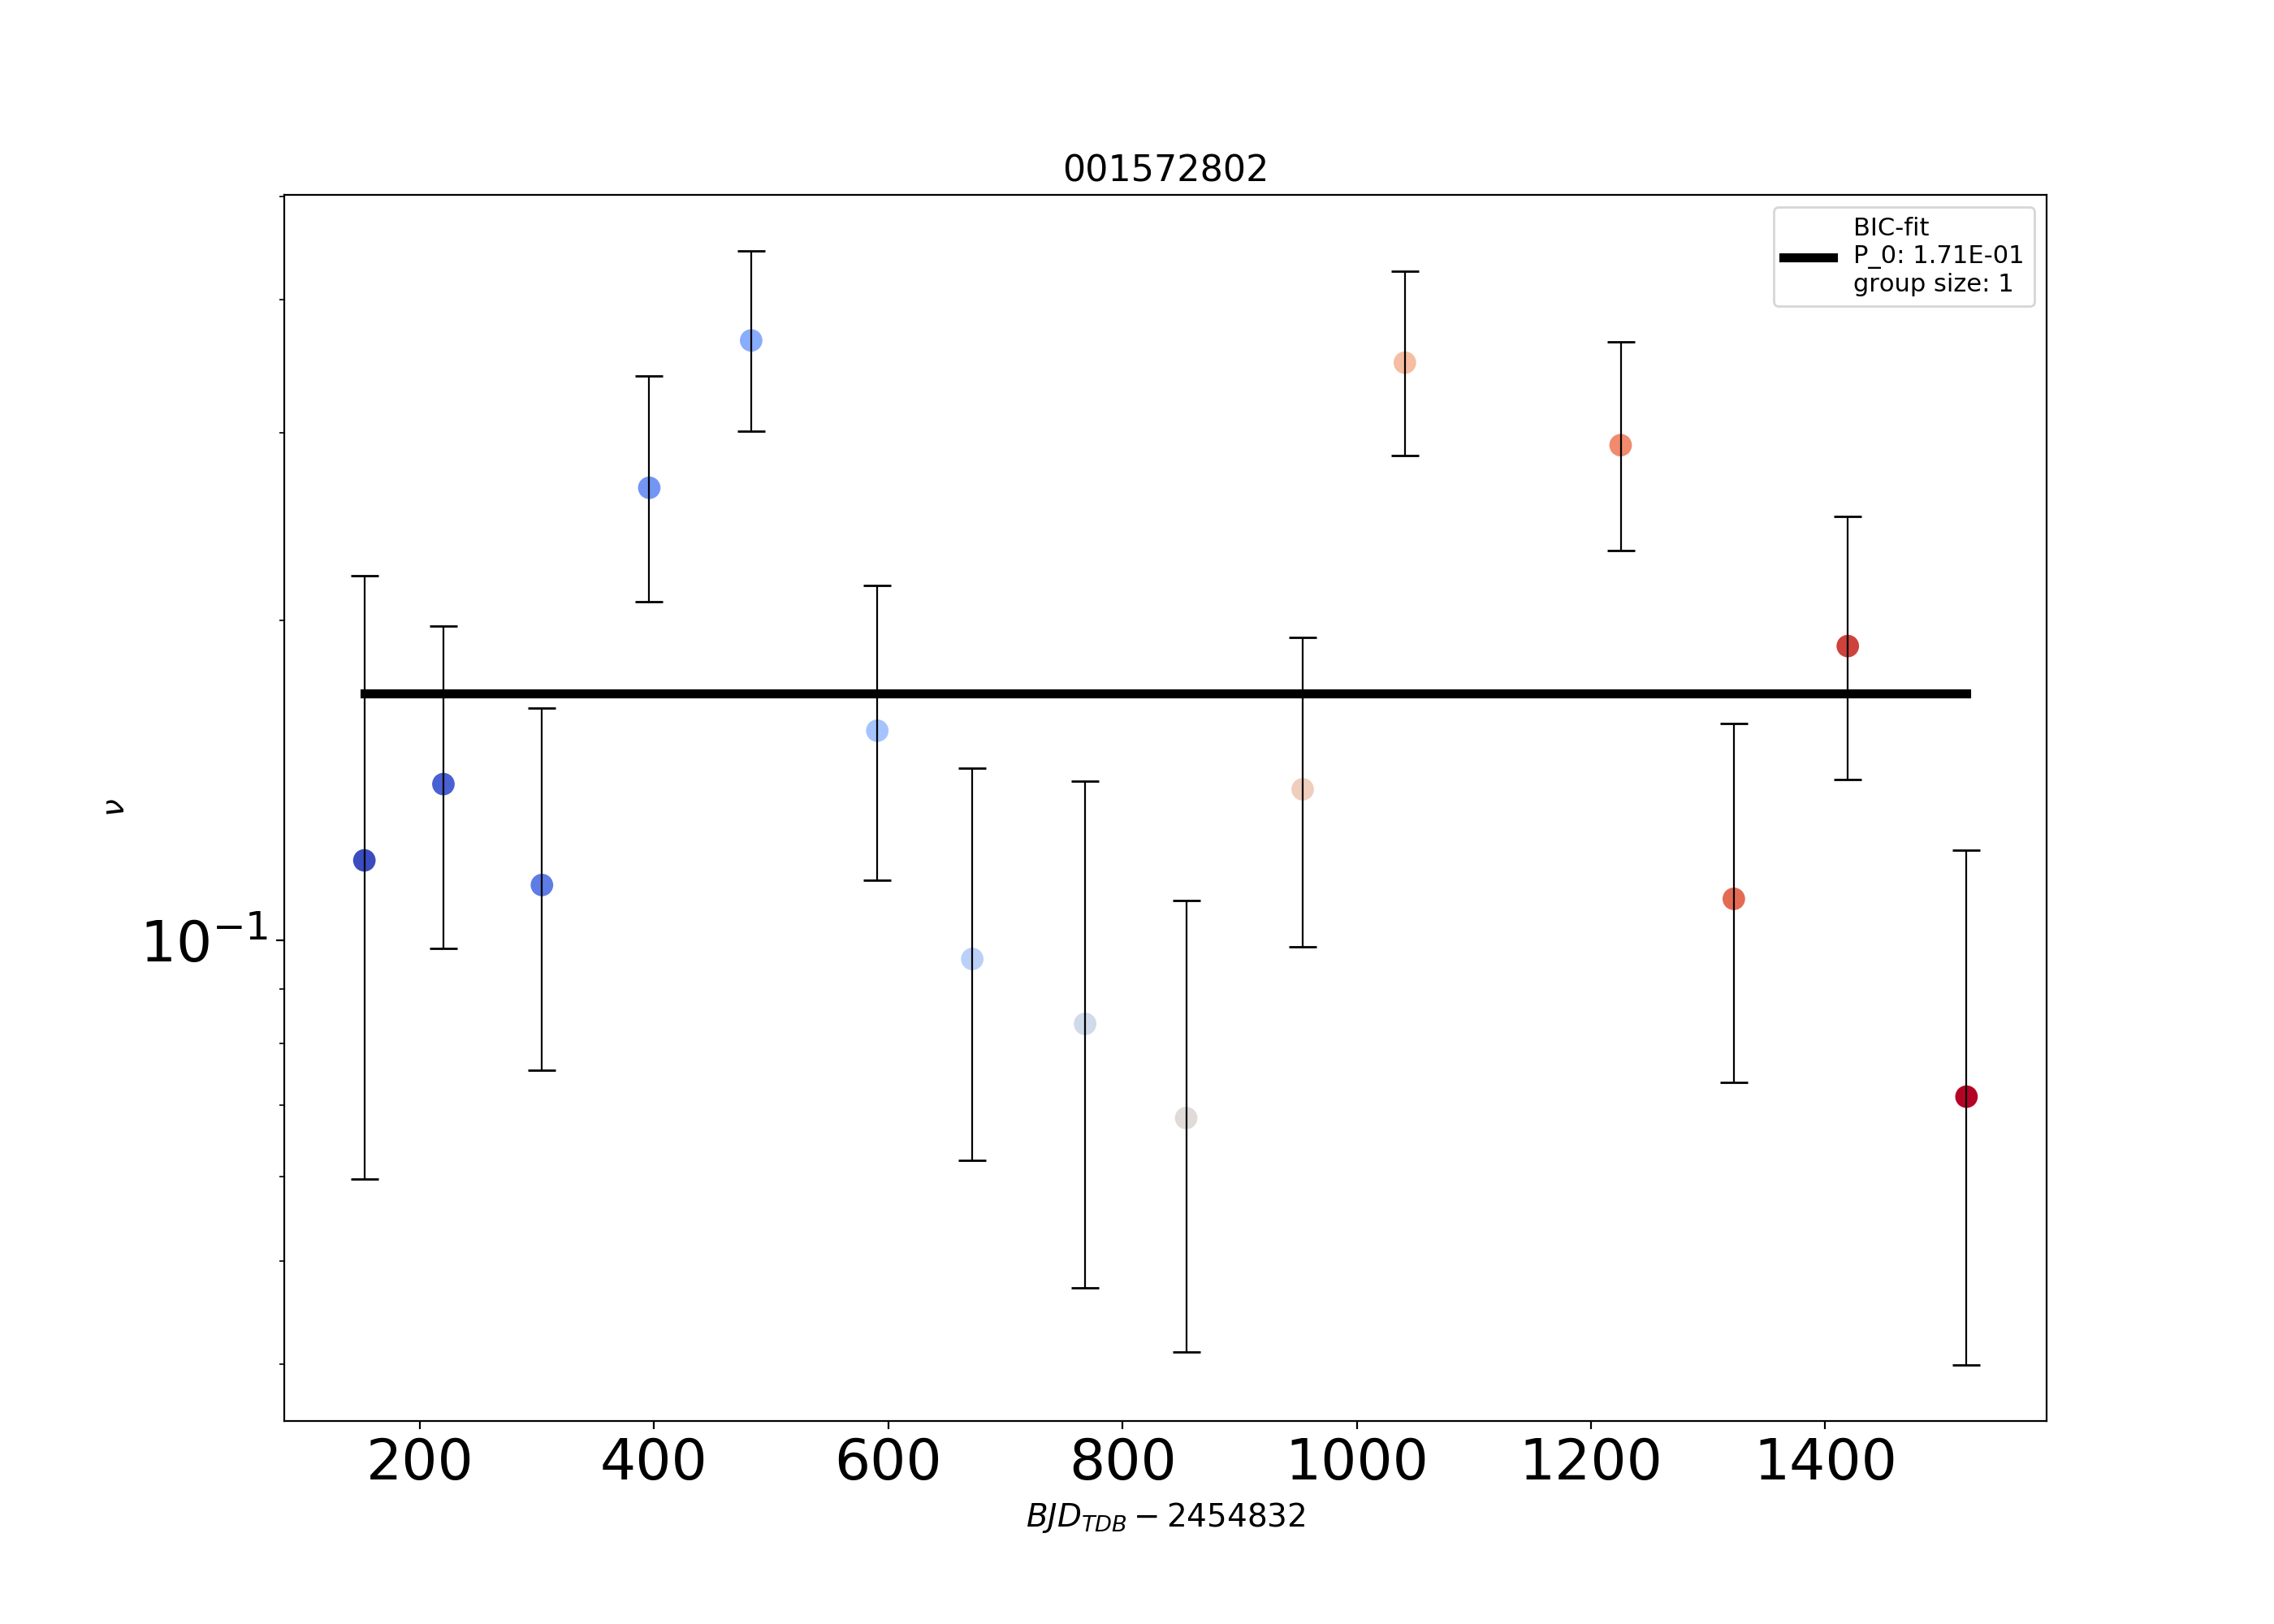 001572802
BIC-fit
P_0: 1.71E-01
group size: 1
ν
10⁻¹
200 400 600 800 1000 1200 1400
BJD_TDB − 2454832